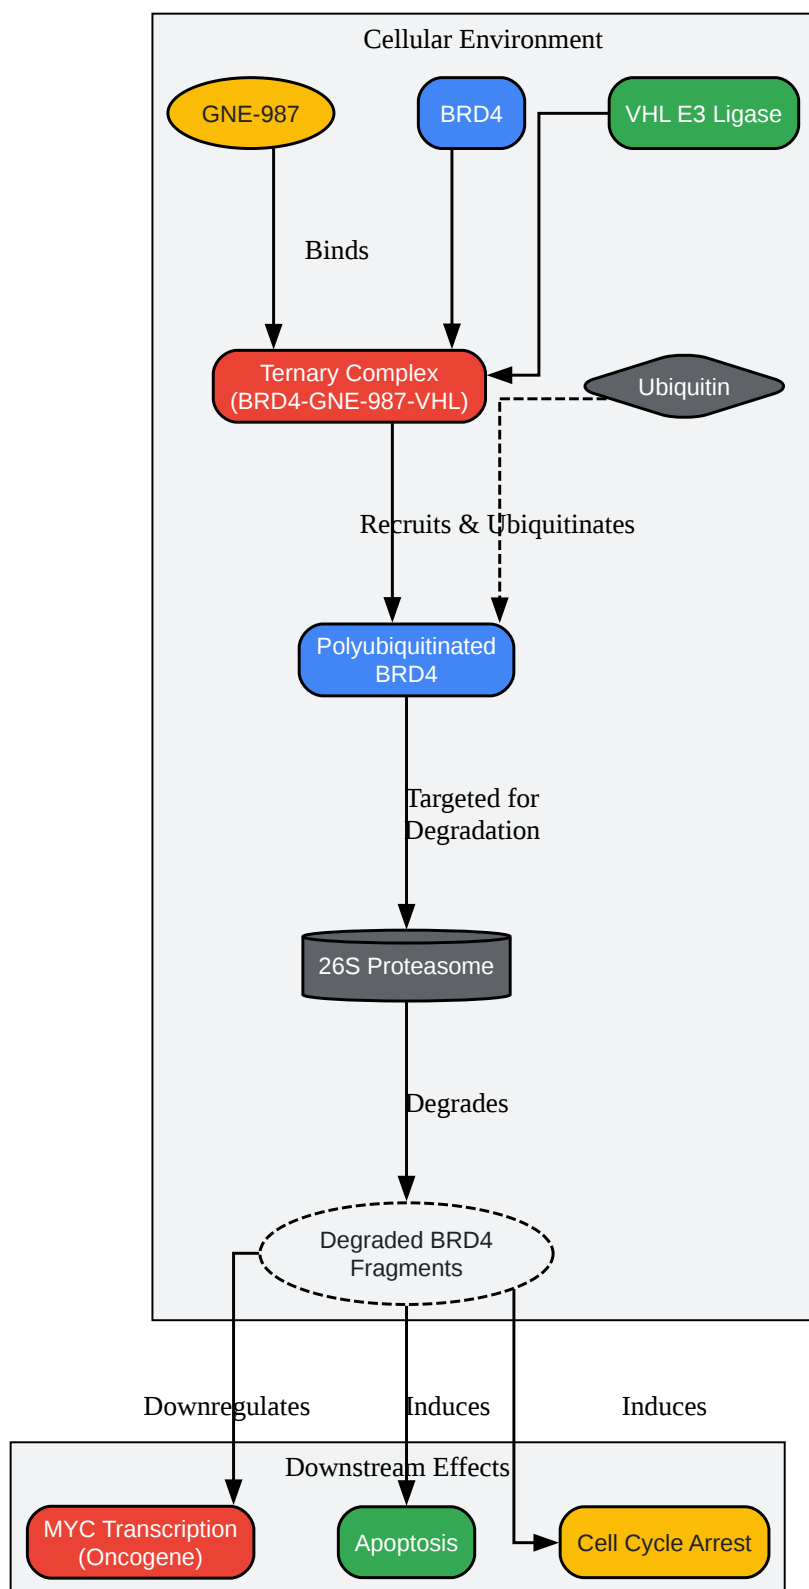 Cellular Environment
GNE-987
BRD4
VHL E3 Ligase
Binds
Ternary Complex
(BRD4-GNE-987-VHL)
Ubiquitin
Recruits & Ubiquitinates
Polyubiquitinated
BRD4
Targeted for
Degradation
26S Proteasome
Degrades
Degraded BRD4
Fragments
Downregulates
Induces
Induces
Downstream Effects
MYC Transcription
(Oncogene)
Apoptosis
Cell Cycle Arrest